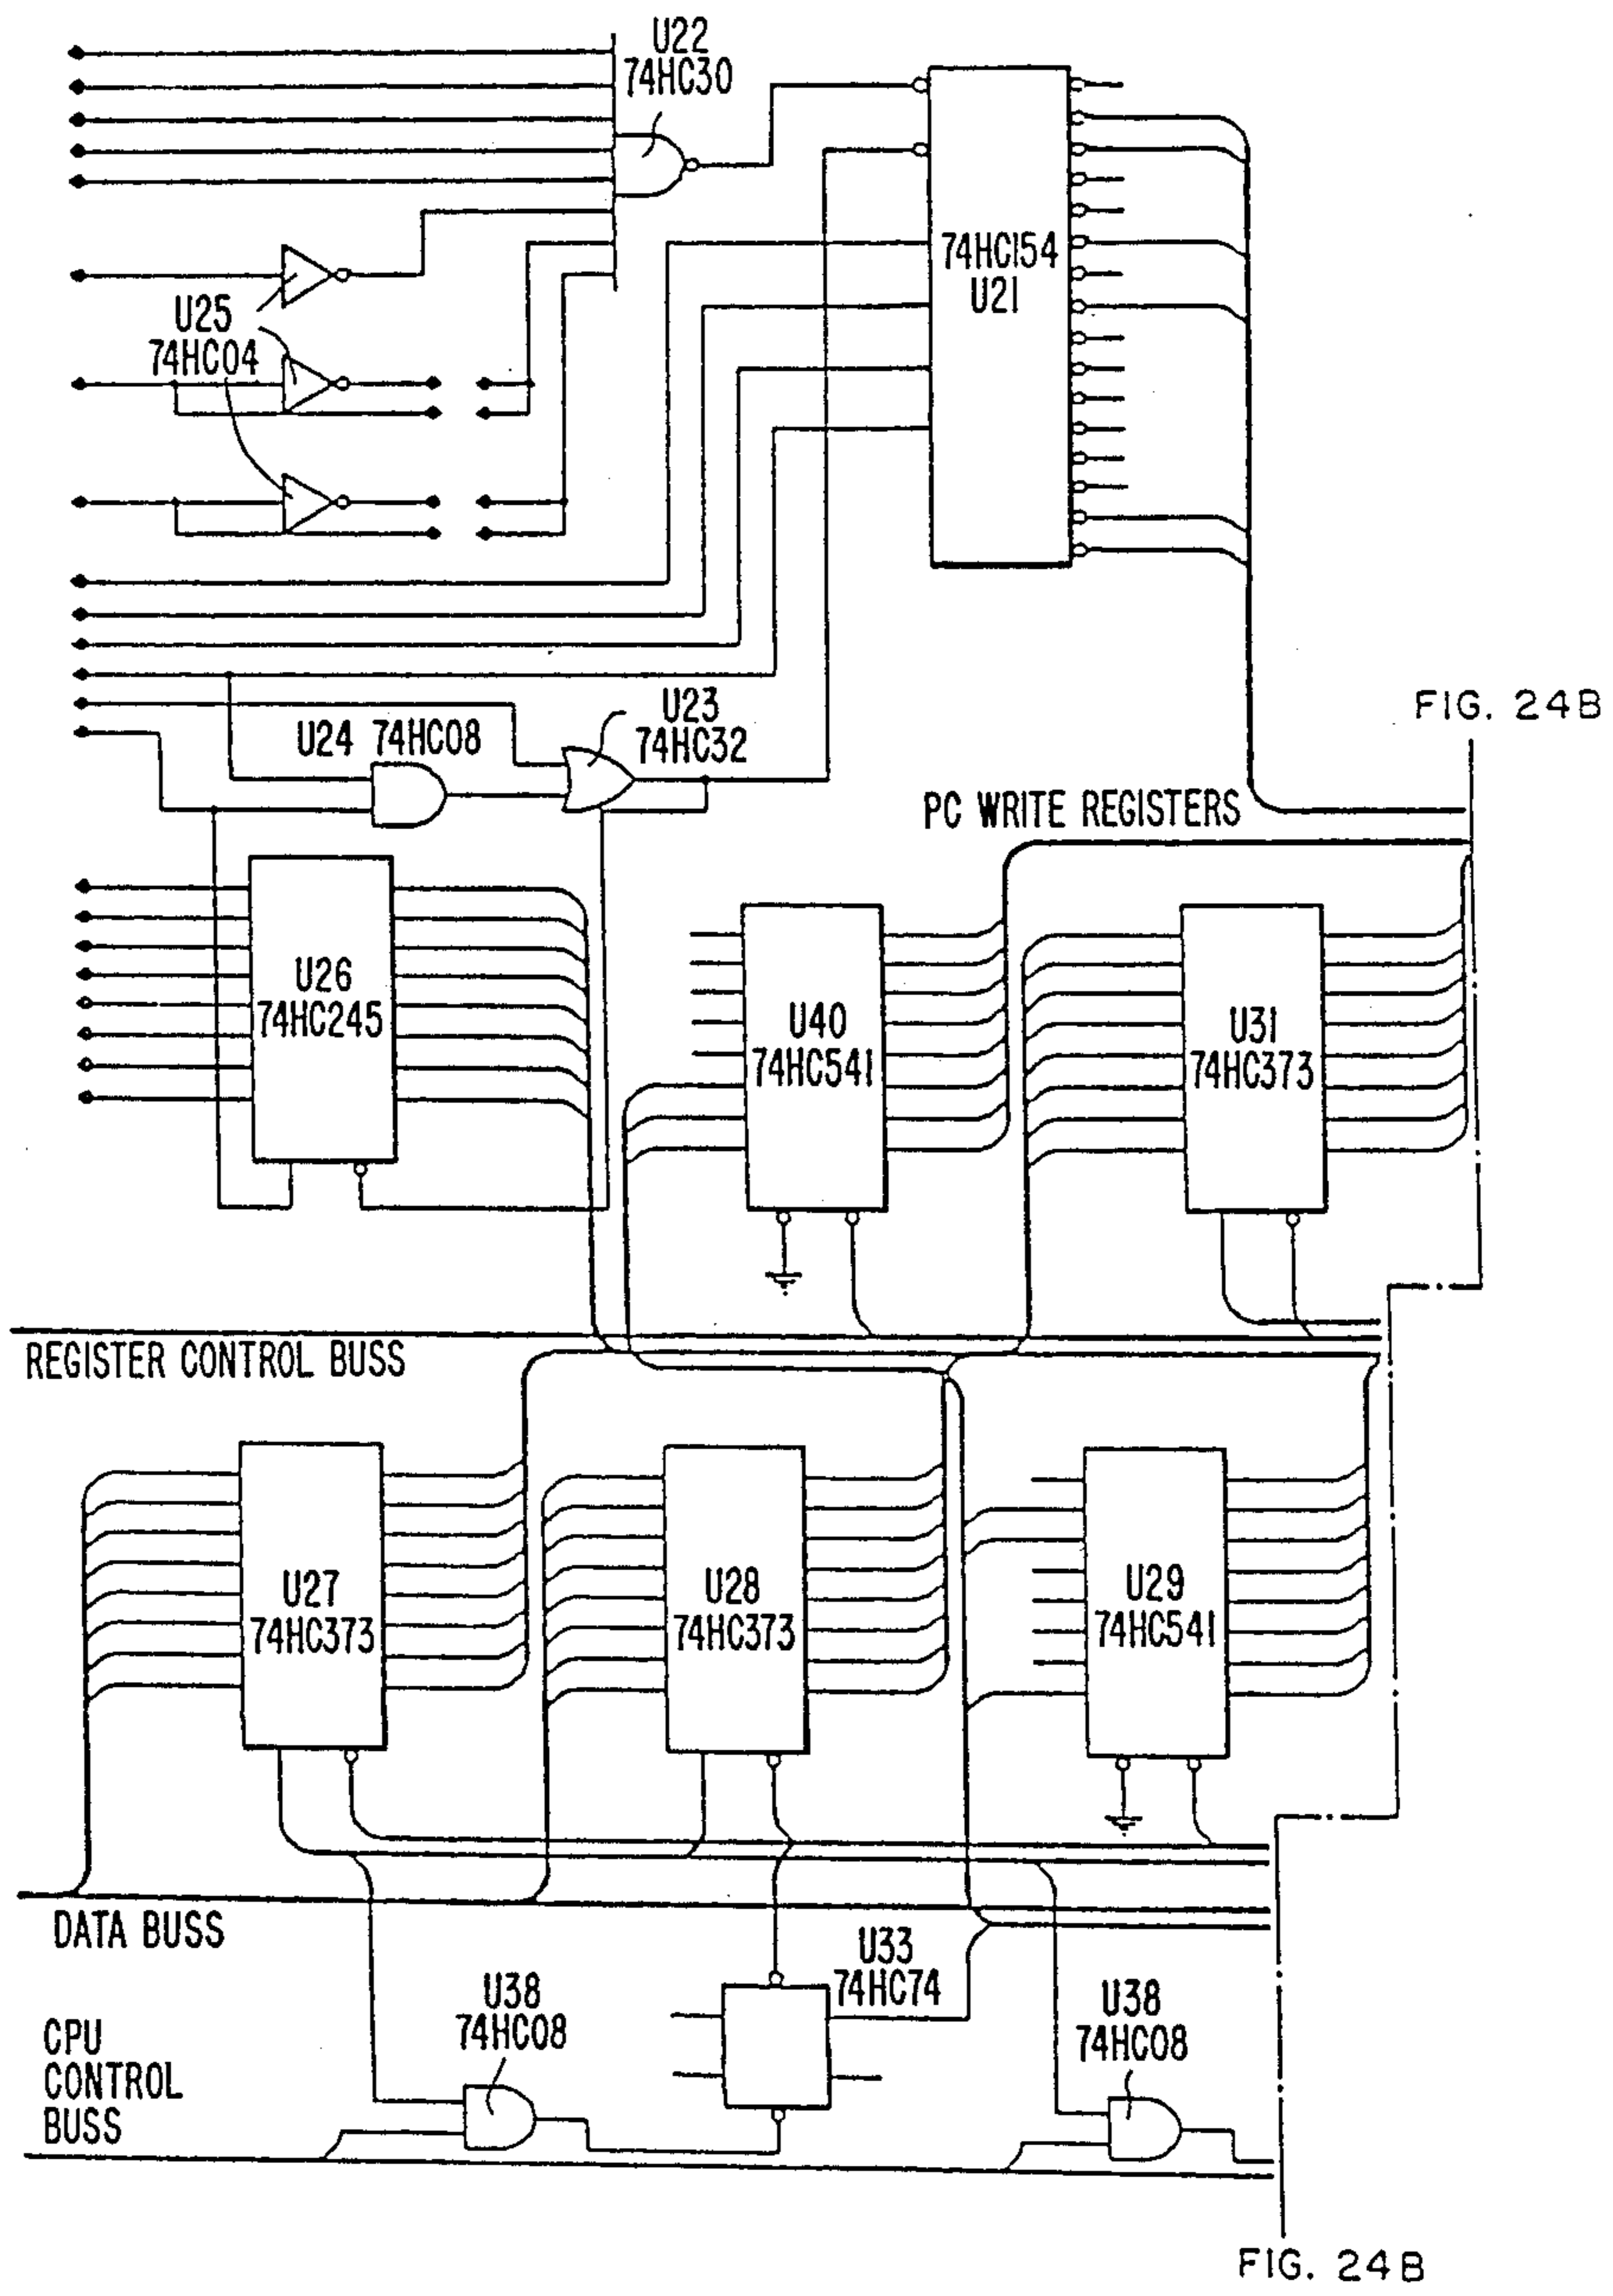 U22
74HC30
74HC154
U21
U25
74HC04
FIG. 24B
U23
74HC32
U24 74HC08
PC WRITE REGISTERS
U26
74HC245
U40
74HC541
U31
74HC373
REGISTER CONTROL BUSS
U27
74HC373
U28
74HC373
U29
74HC541
DATA BUSS
U33
74HC74
U38
74HC08
U38
74HC08
CPU
CONTROL
BUSS
FIG. 24B